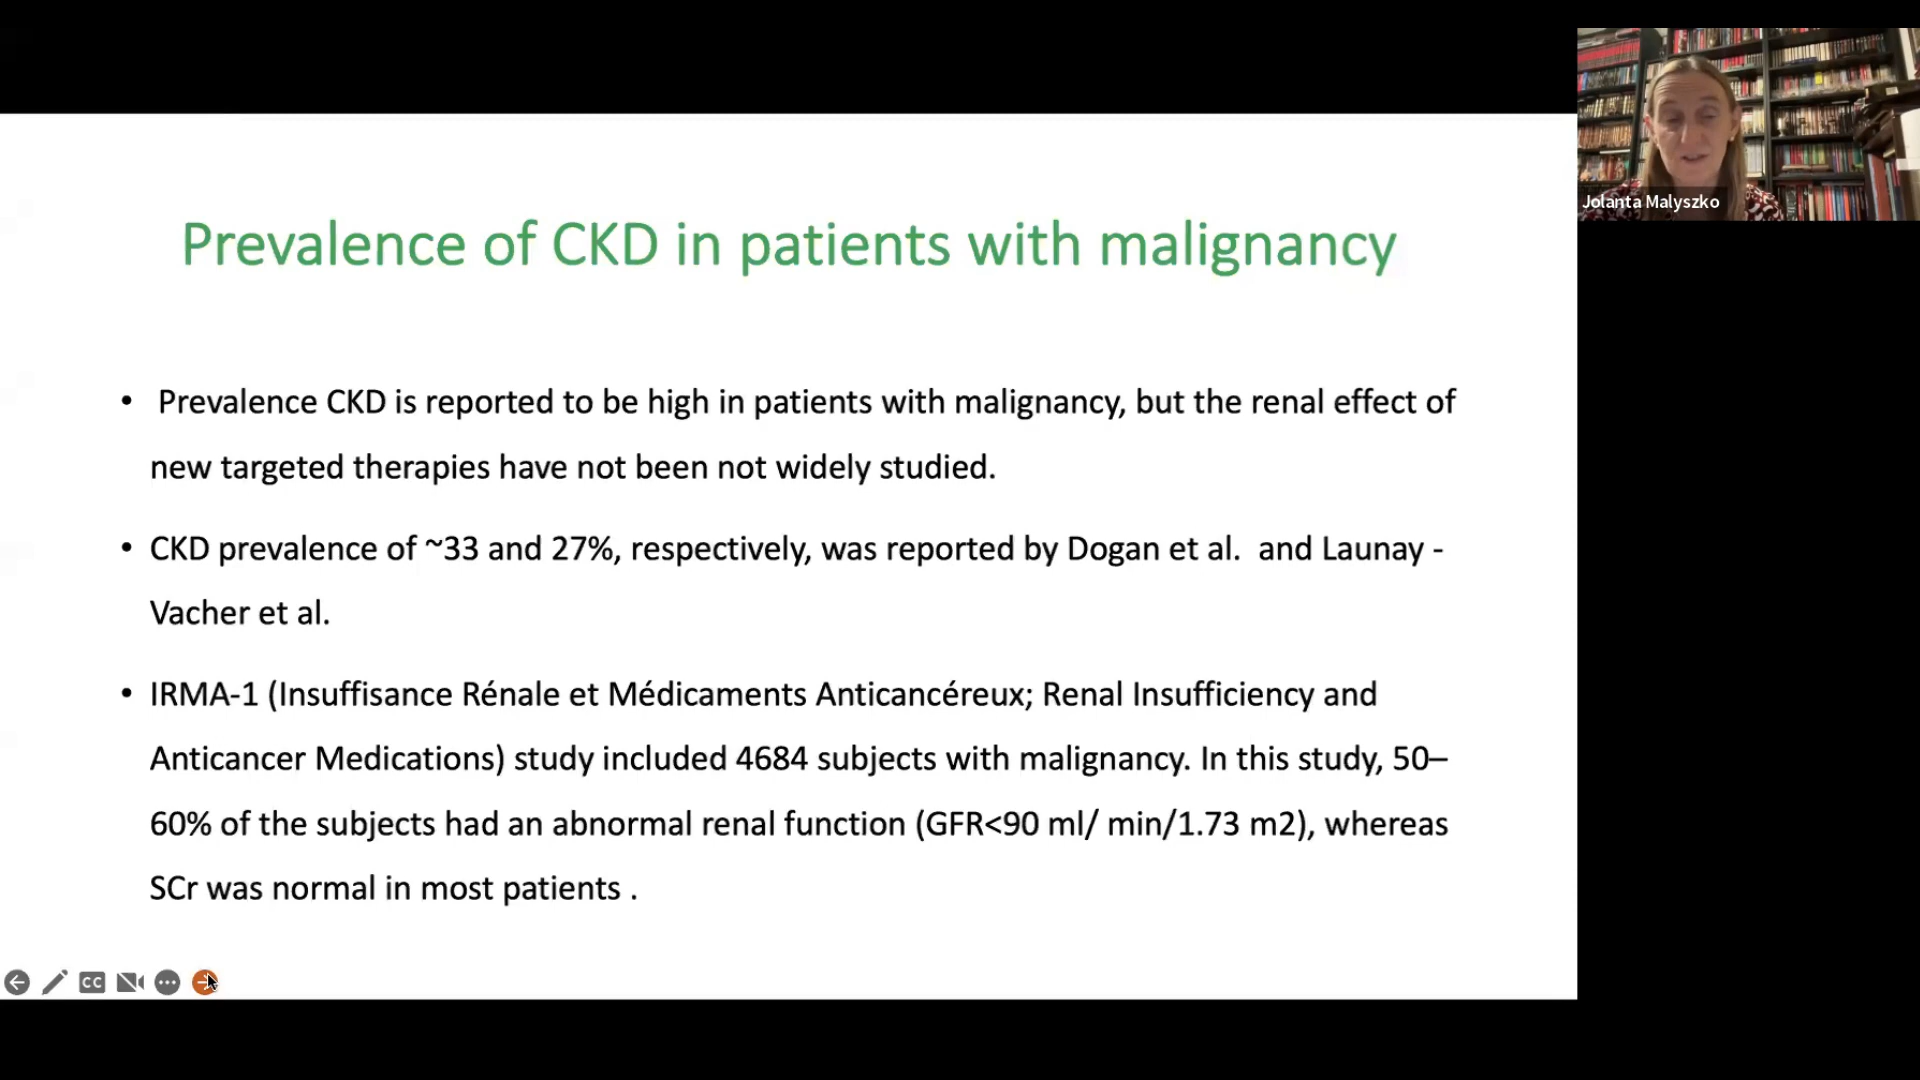 Jolanta Malyszko
Prevalence of CKD in patients with malignancy
• Prevalence CKD is reported to be high in patients with malignancy, but the renal effect of
new targeted therapies have not been not widely studied.
• CKD prevalence of ~33 and 27%, respectively, was reported by Dogan et al. and Launay -
Vacher et al.
• IRMA-1 (Insuffisance Rénale et Médicaments Anticancéreux; Renal Insufficiency and
Anticancer Medications) study included 4684 subjects with malignancy. In this study, 50–
60% of the subjects had an abnormal renal function (GFR<90 ml/ min/1.73 m2), whereas
SCr was normal in most patients .
CC